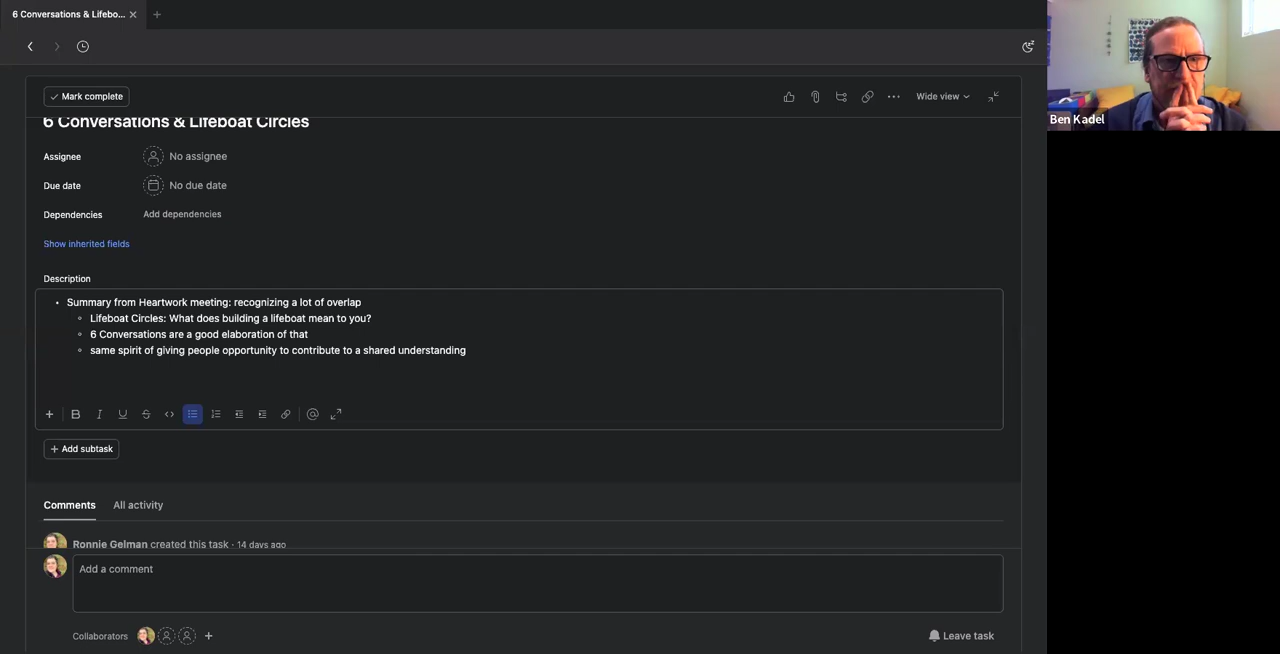 6 Conversations & Lifebo...
Mark complete
Wide view
6 Conversations & Lifeboat Circles
Assignee
No assignee
Due date
No due date
Dependencies
Add dependencies
Show inherited fields
Description
Summary from Heartwork meeting: recognizing a lot of overlap
Lifeboat Circles: What does building a lifeboat mean to you?
6 Conversations are a good elaboration of that
same spirit of giving people opportunity to contribute to a shared understanding
Add subtask
Comments All activity
Ronnie Gelman created this task · 14 days ago
Add a comment
Collaborators
Leave task
Ben Kadel